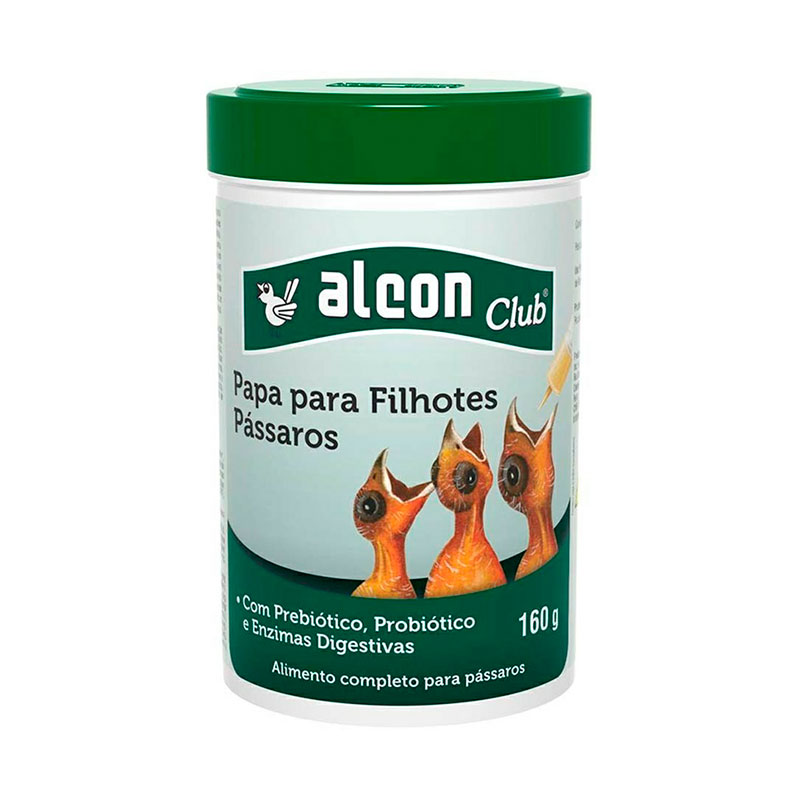 alcon Club®
Papa para Filhotes
Pássaros
• Com Prebiótico, Probiótico
e Enzimas Digestivas
160 g
Alimento completo para pássaros